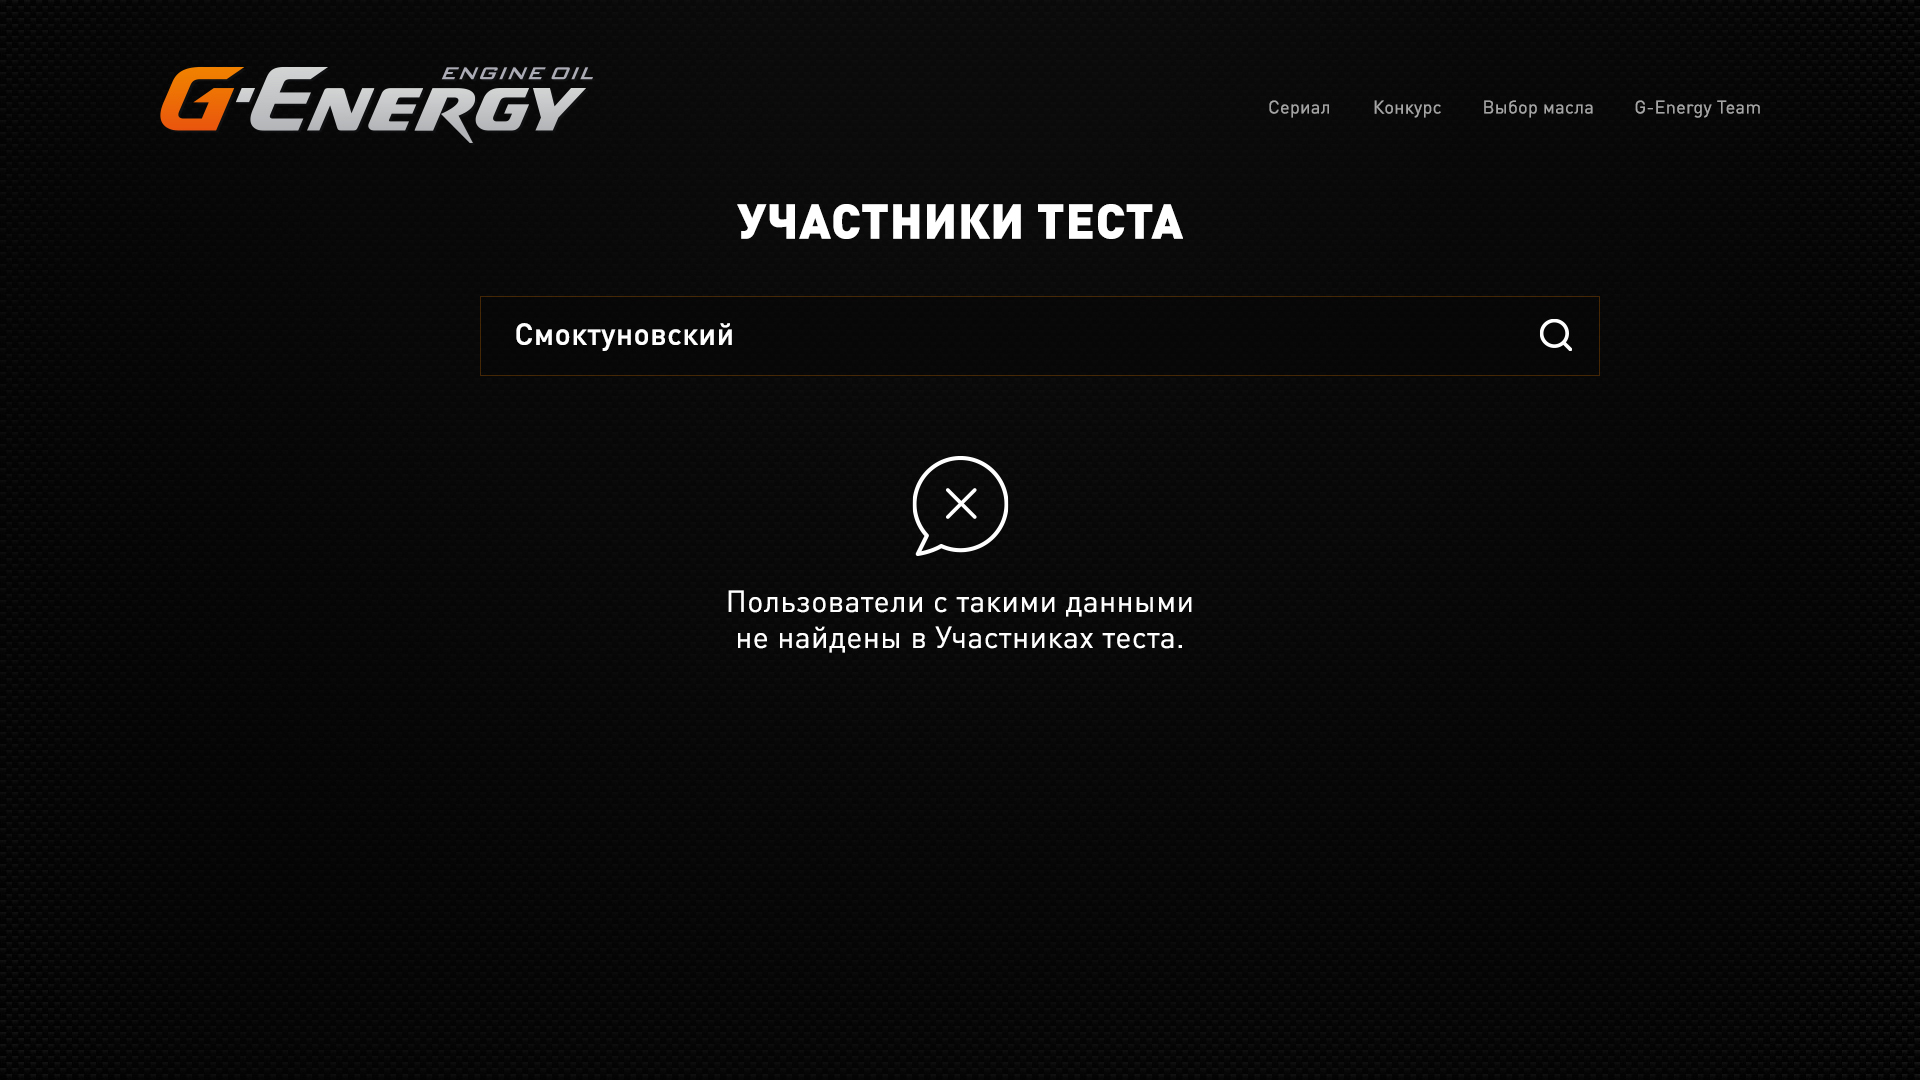 ENGINE OIL
G-ENERGY
Сериал Конкурс Выбор масла G-Energy Team
УЧАСТНИКИ ТЕСТА
Смоктуновский
Пользователи с такими данными
не найдены в Участниках теста.